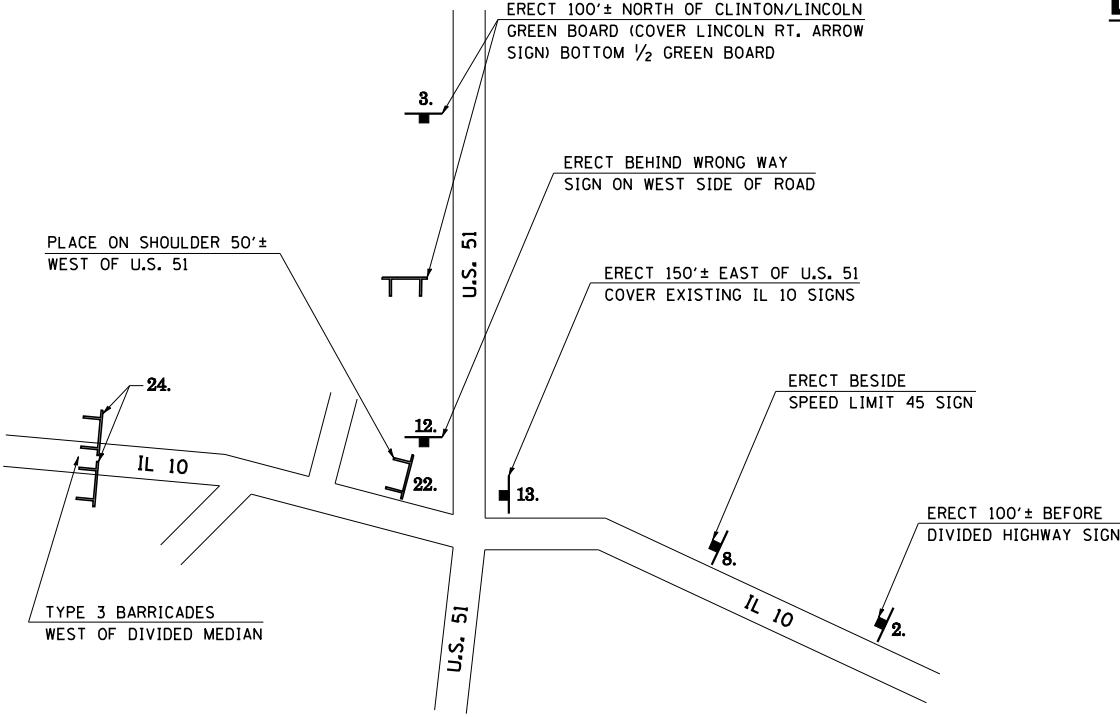 ERECT 100'± NORTH OF CLINTON/LINCOLN
GREEN BOARD (COVER LINCOLN RT. ARROW
SIGN) BOTTOM 1/2 GREEN BOARD
3.
ERECT BEHIND WRONG WAY
SIGN ON WEST SIDE OF ROAD
PLACE ON SHOULDER 50'±
WEST OF U.S. 51
U.S. 51
ERECT 150'± EAST OF U.S. 51
COVER EXISTING IL 10 SIGNS
24.
ERECT BESIDE
SPEED LIMIT 45 SIGN
12.
IL 10
22.
13.
ERECT 100'± BEFORE
DIVIDED HIGHWAY SIGN
8.
TYPE 3 BARRICADES
WEST OF DIVIDED MEDIAN
IL 10
2.
U.S. 51